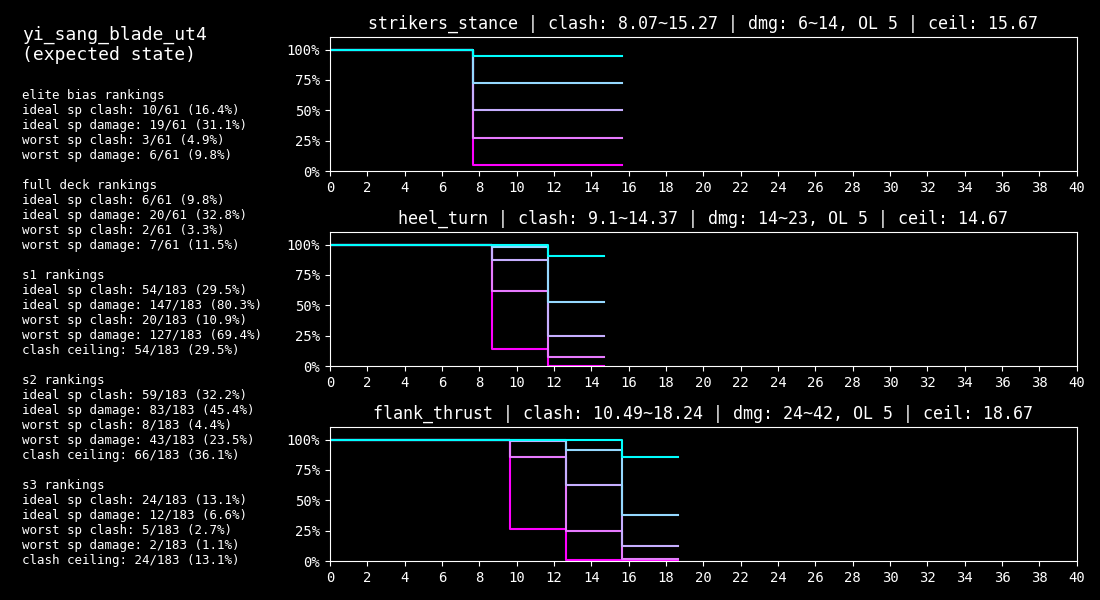 yi_sang_blade_ut4
(expected state)
elite bias rankings
ideal sp clash: 10/61 (16.4%)
ideal sp damage: 19/61 (31.1%)
worst sp clash: 3/61 (4.9%)
worst sp damage: 6/61 (9.8%)
full deck rankings
ideal sp clash: 6/61 (9.8%)
ideal sp damage: 20/61 (32.8%)
worst sp clash: 2/61 (3.3%)
worst sp damage: 7/61 (11.5%)
s1 rankings
ideal sp clash: 54/183 (29.5%)
ideal sp damage: 147/183 (80.3%)
worst sp clash: 20/183 (10.9%)
worst sp damage: 127/183 (69.4%)
clash ceiling: 54/183 (29.5%)
s2 rankings
ideal sp clash: 59/183 (32.2%)
ideal sp damage: 83/183 (45.4%)
worst sp clash: 8/183 (4.4%)
worst sp damage: 43/183 (23.5%)
clash ceiling: 66/183 (36.1%)
s3 rankings
ideal sp clash: 24/183 (13.1%)
ideal sp damage: 12/183 (6.6%)
worst sp clash: 5/183 (2.7%)
worst sp damage: 2/183 (1.1%)
clash ceiling: 24/183 (13.1%)
strikers_stance | clash: 8.07~15.27 | dmg: 6~14, OL 5 | ceil: 15.67
100%
75%
50%
25%
0%
0 2 4 6 8 10 12 14 16 18 20 22 24 26 28 30 32 34 36 38 40
heel_turn | clash: 9.1~14.37 | dmg: 14~23, OL 5 | ceil: 14.67
100%
75%
50%
25%
0%
0 2 4 6 8 10 12 14 16 18 20 22 24 26 28 30 32 34 36 38 40
flank_thrust | clash: 10.49~18.24 | dmg: 24~42, OL 5 | ceil: 18.67
100%
75%
50%
25%
0%
0 2 4 6 8 10 12 14 16 18 20 22 24 26 28 30 32 34 36 38 40